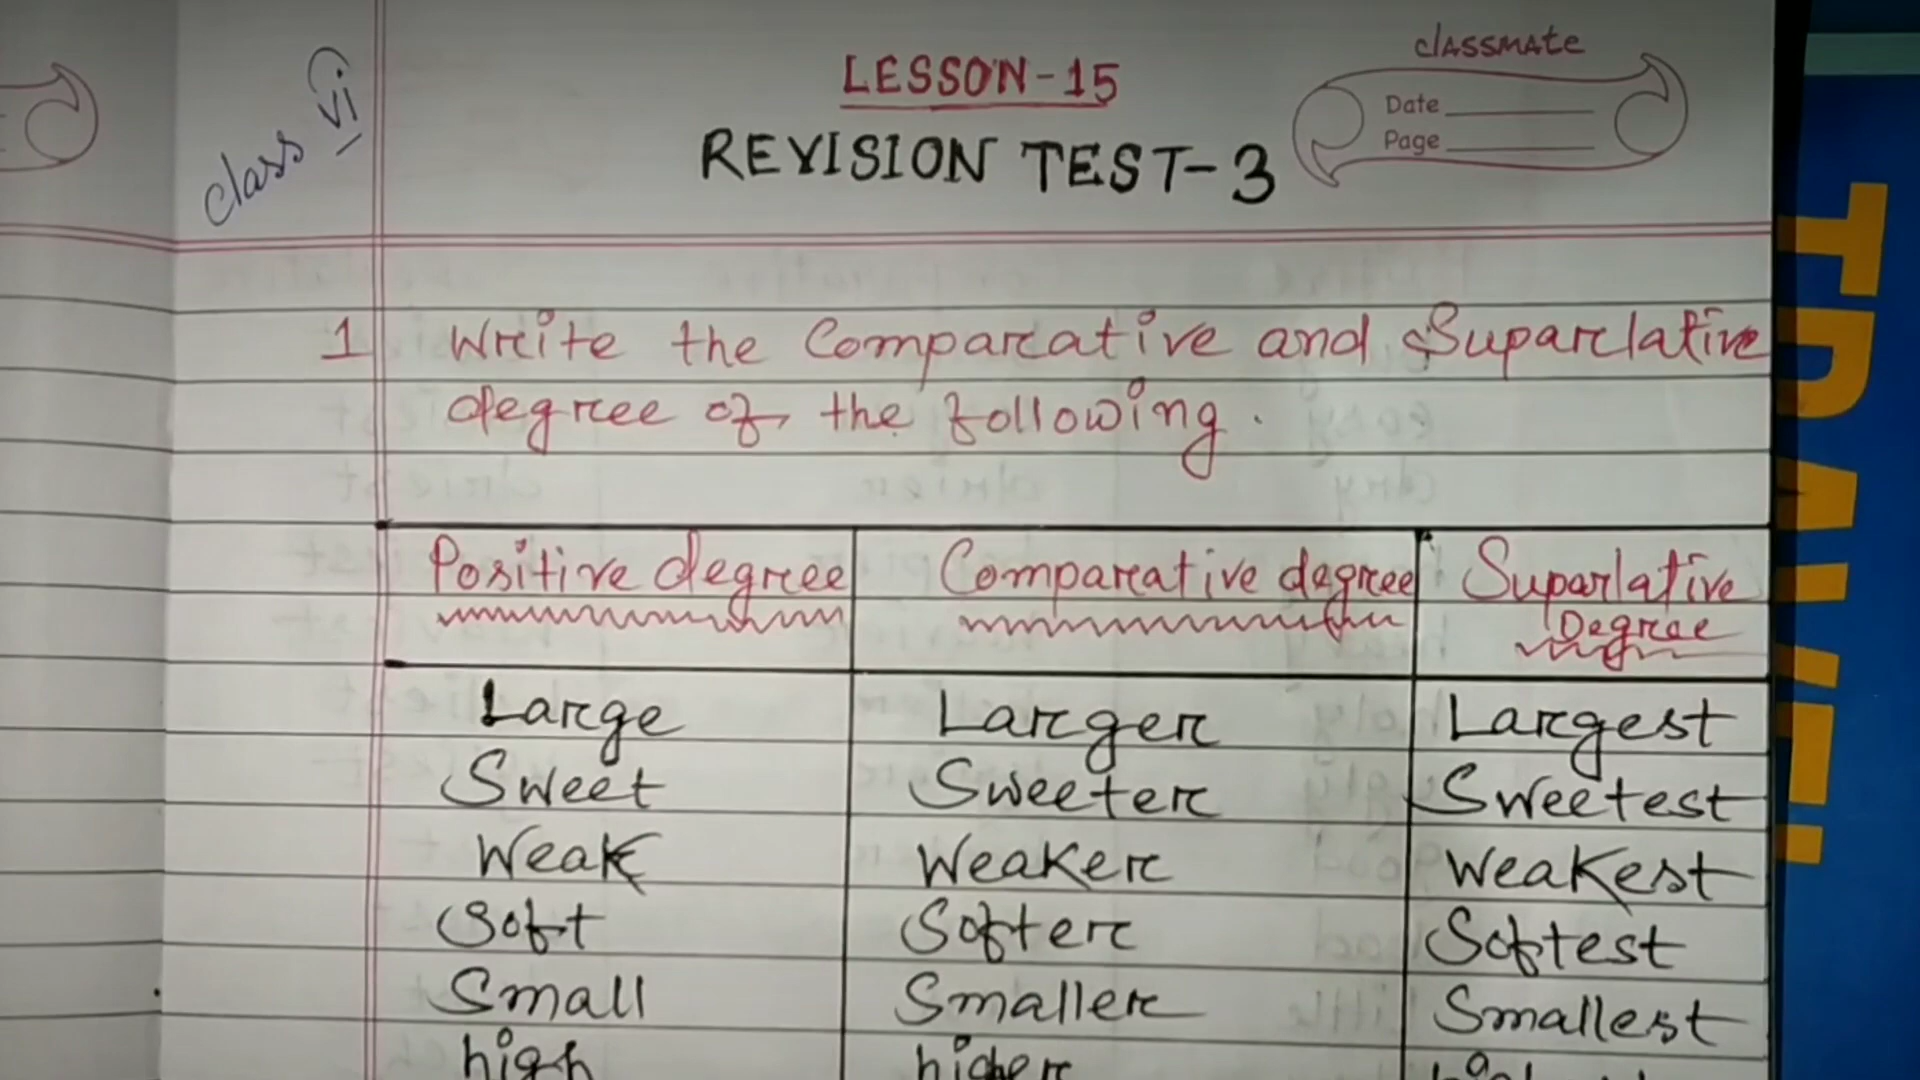 class vi
LESSON-15
REVISION TEST-3
classmate
Date
Page
1 Write the Comparative and Suparlative
degree of the following.
Positive degree Comparative degree Suparlative
Degree
Large Larger Largest
Sweet Sweeter Sweetest
Weak Weaker Weakest
Soft Softer Softest
Small Smaller Smallest
high higher